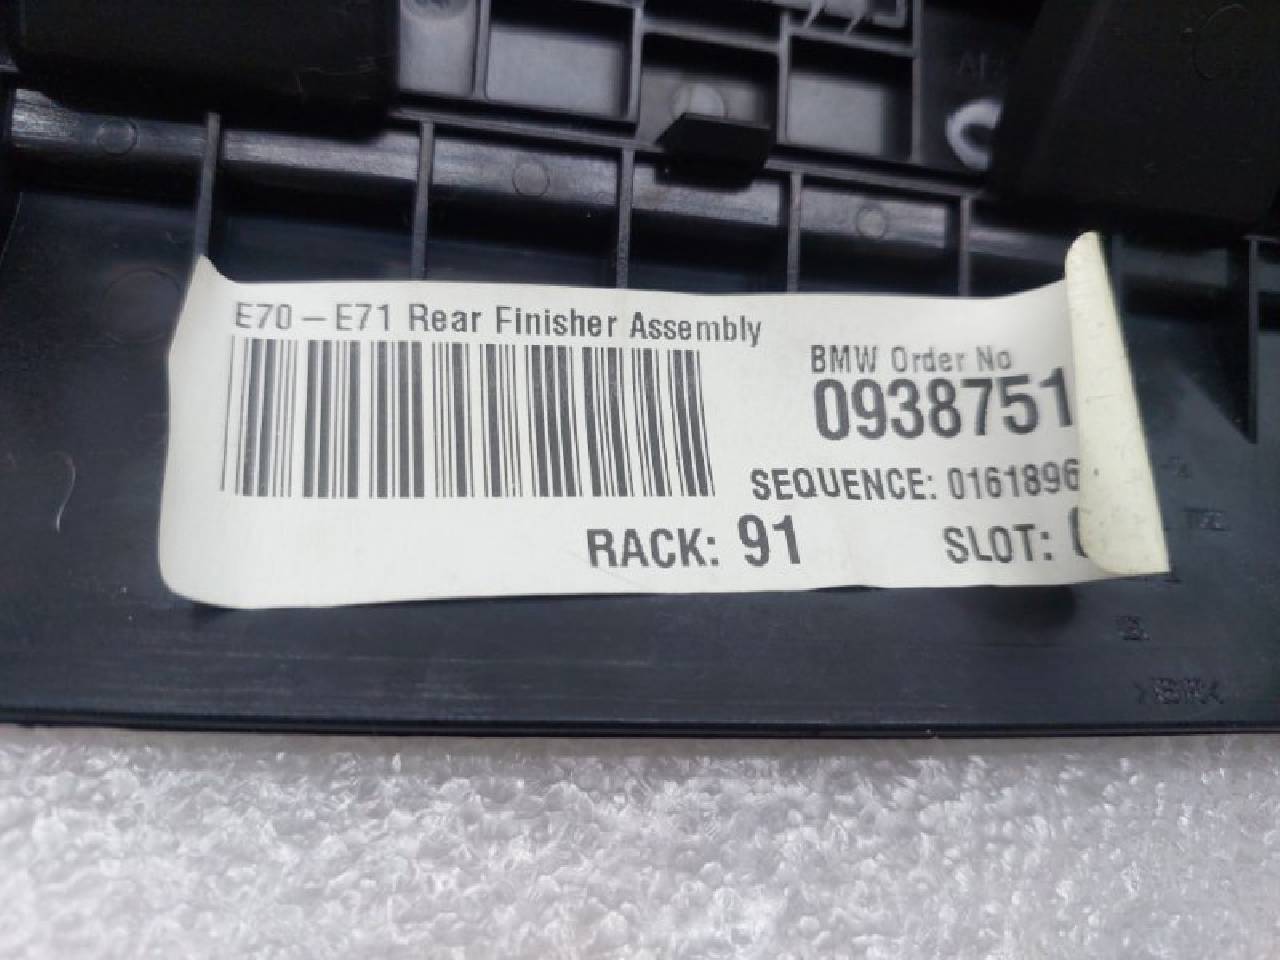 E70 – E71 Rear Finisher Assembly
BMW Order No
0938751
SEQUENCE: 0161896
RACK: 91
SLOT: